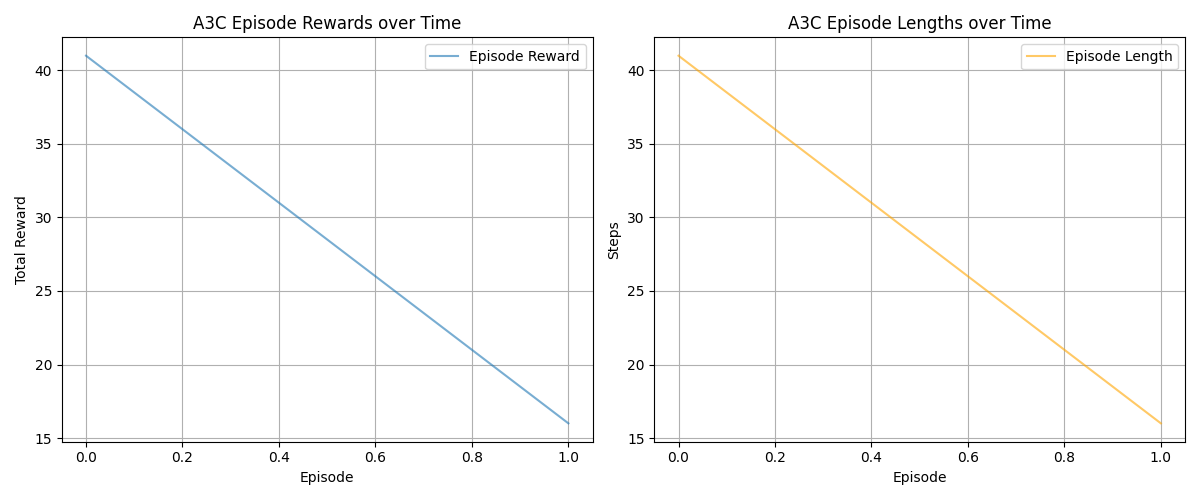 A3C Episode Rewards over Time
Episode Reward
Total Reward
40
35
30
25
20
15
0.0 0.2 0.4 0.6 0.8 1.0
Episode
A3C Episode Lengths over Time
Episode Length
Steps
40
35
30
25
20
15
0.0 0.2 0.4 0.6 0.8 1.0
Episode